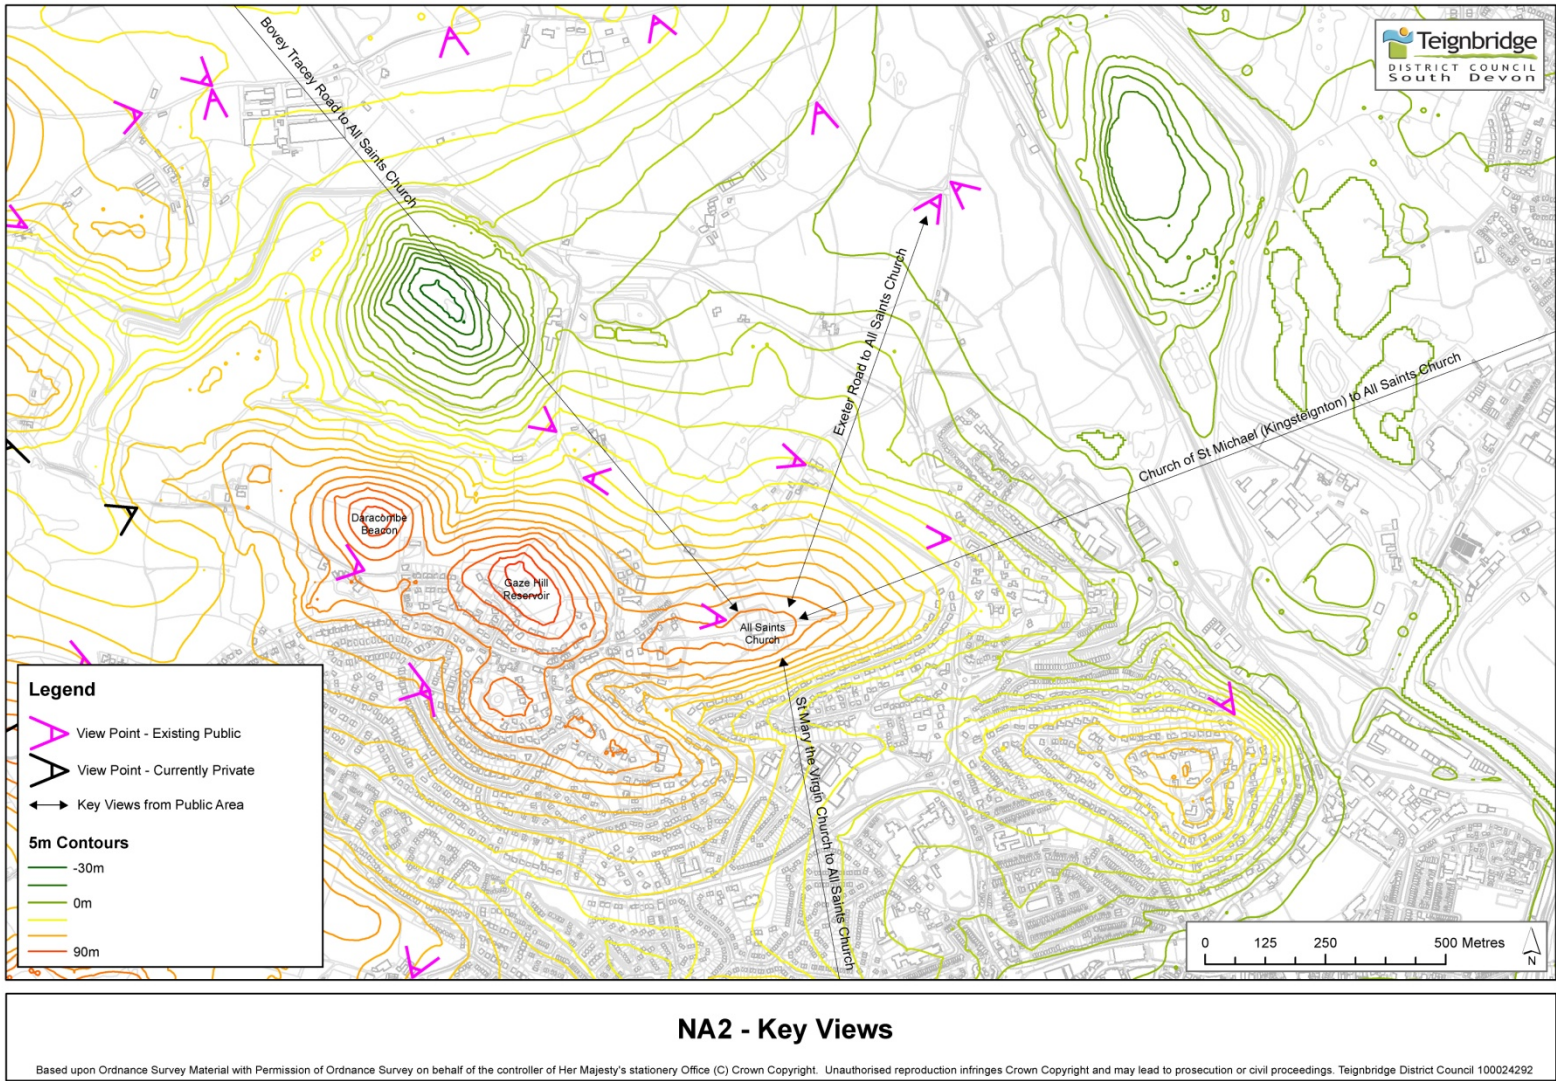 Teignbridge
DISTRICT COUNCIL
South Devon
Bovey Tracey Road to All Saints Church
Exeter Road to All Saints Church
Church of St Michael (Kingsteignton) to All Saints Church
Daracombe
Beacon
Gaze Hill
Reservoir
All Saints
Church
St Mary the Virgin Church to All Saints Church
Legend
View Point - Existing Public
View Point - Currently Private
Key Views from Public Area
5m Contours
-30m
0m
90m
0 125 250 500 Metres
N
NA2 - Key Views
Based upon Ordnance Survey Material with Permission of Ordnance Survey on behalf of the controller of Her Majesty's stationery Office (C) Crown Copyright. Unauthorised reproduction infringes Crown Copyright and may lead to prosecution or civil proceedings. Teignbridge District Council 100024292